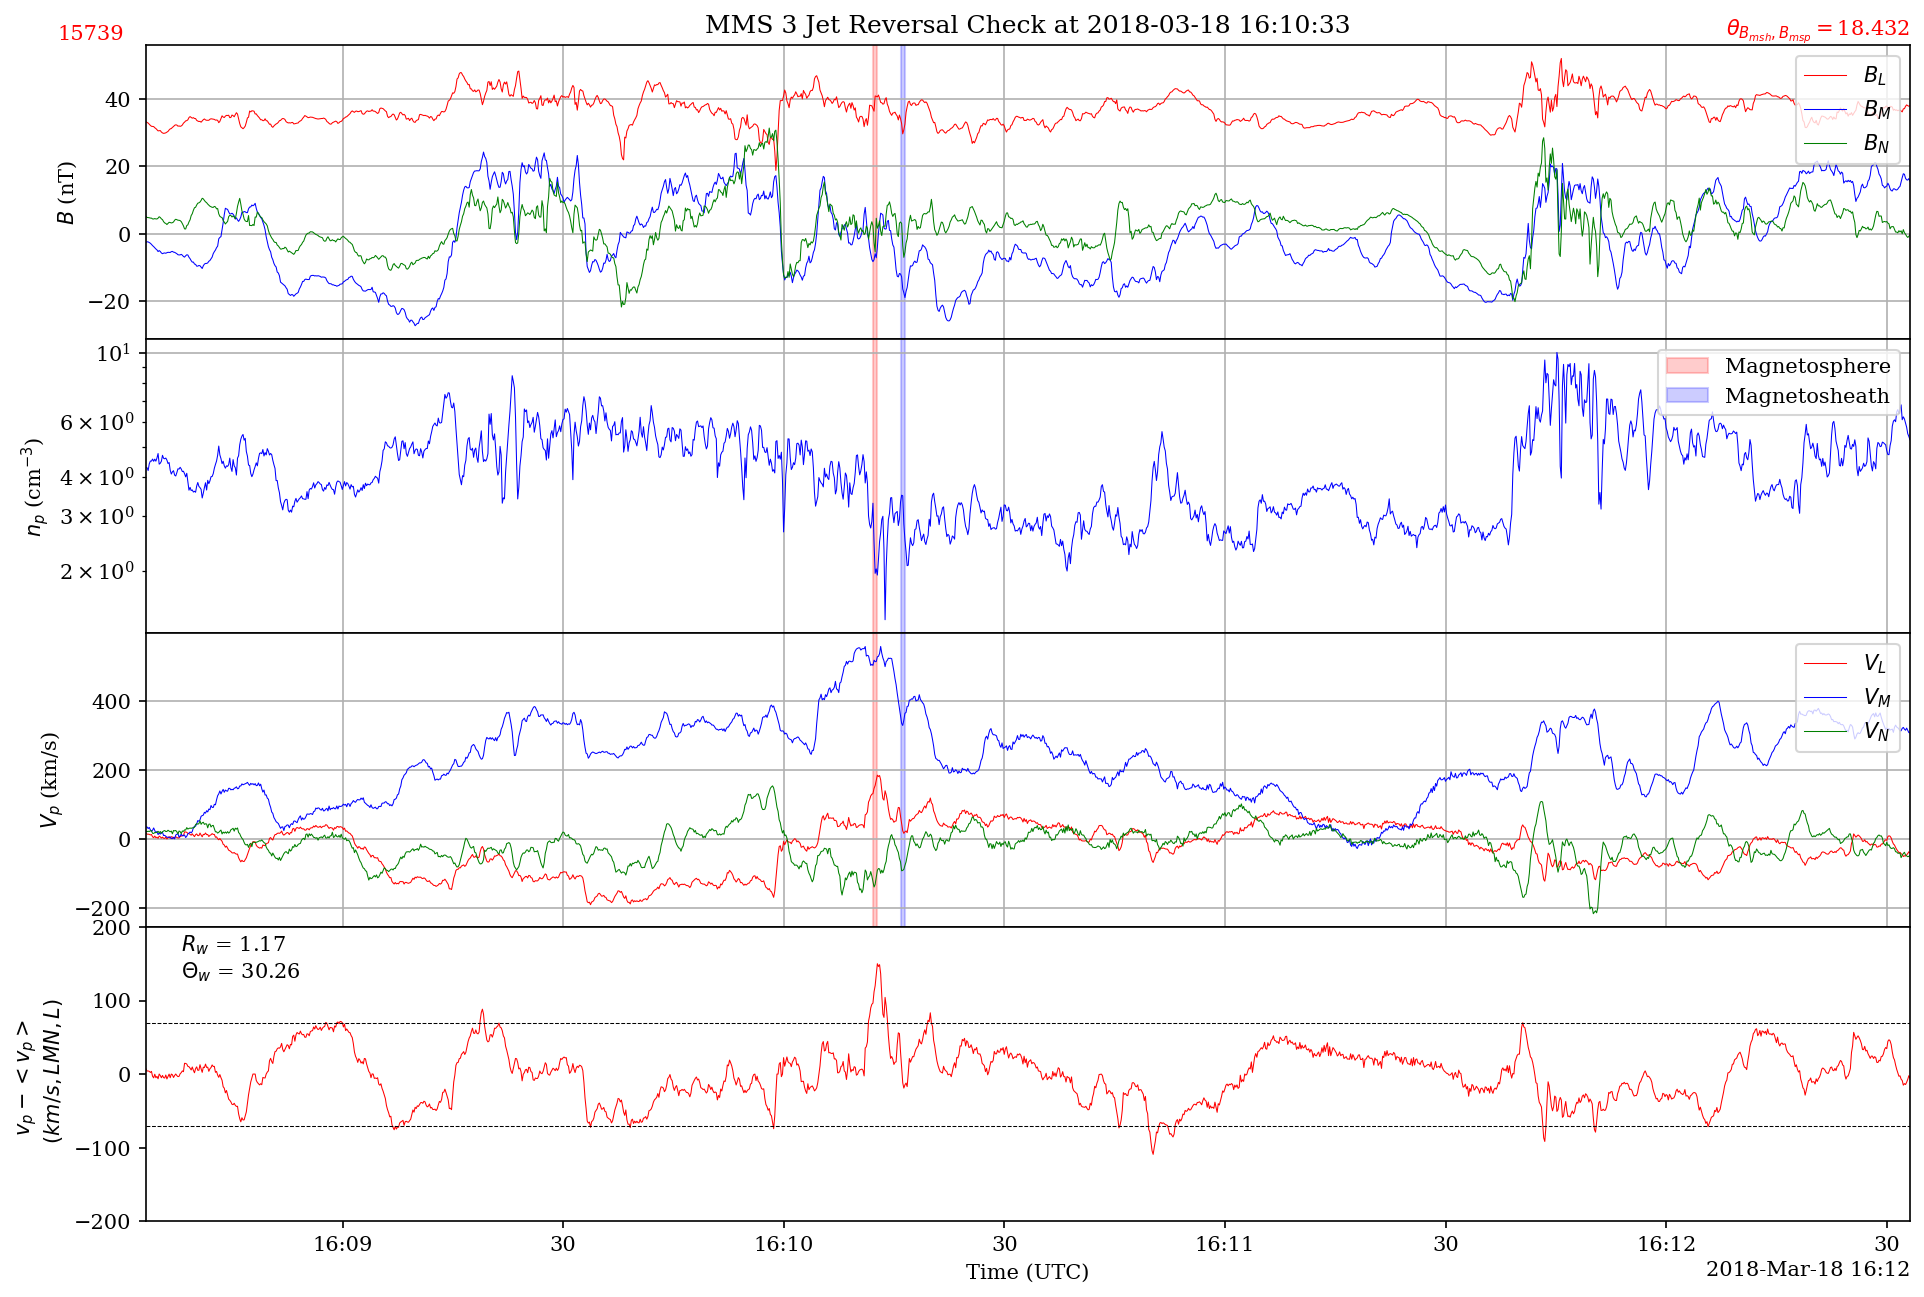 MMS 3 Jet Reversal Check at 2018-03-18 16:10:33
15739
θ_{B_{msh}, B_{msp}} = 18.432
40
20
0
−20
B (nT)
B_L
B_M
B_N
10^1
6 × 10^0
4 × 10^0
3 × 10^0
2 × 10^0
n_p (cm^{−3})
Magnetosphere
Magnetosheath
400
200
0
−200
V_p (km/s)
V_L
V_M
V_N
200
100
0
−100
−200
v_p − < v_p >
(km/s, LMN, L)
R_w = 1.17
Θ_w = 30.26
16:09 30 16:10 30 16:11 30 16:12 30
Time (UTC)
2018-Mar-18 16:12